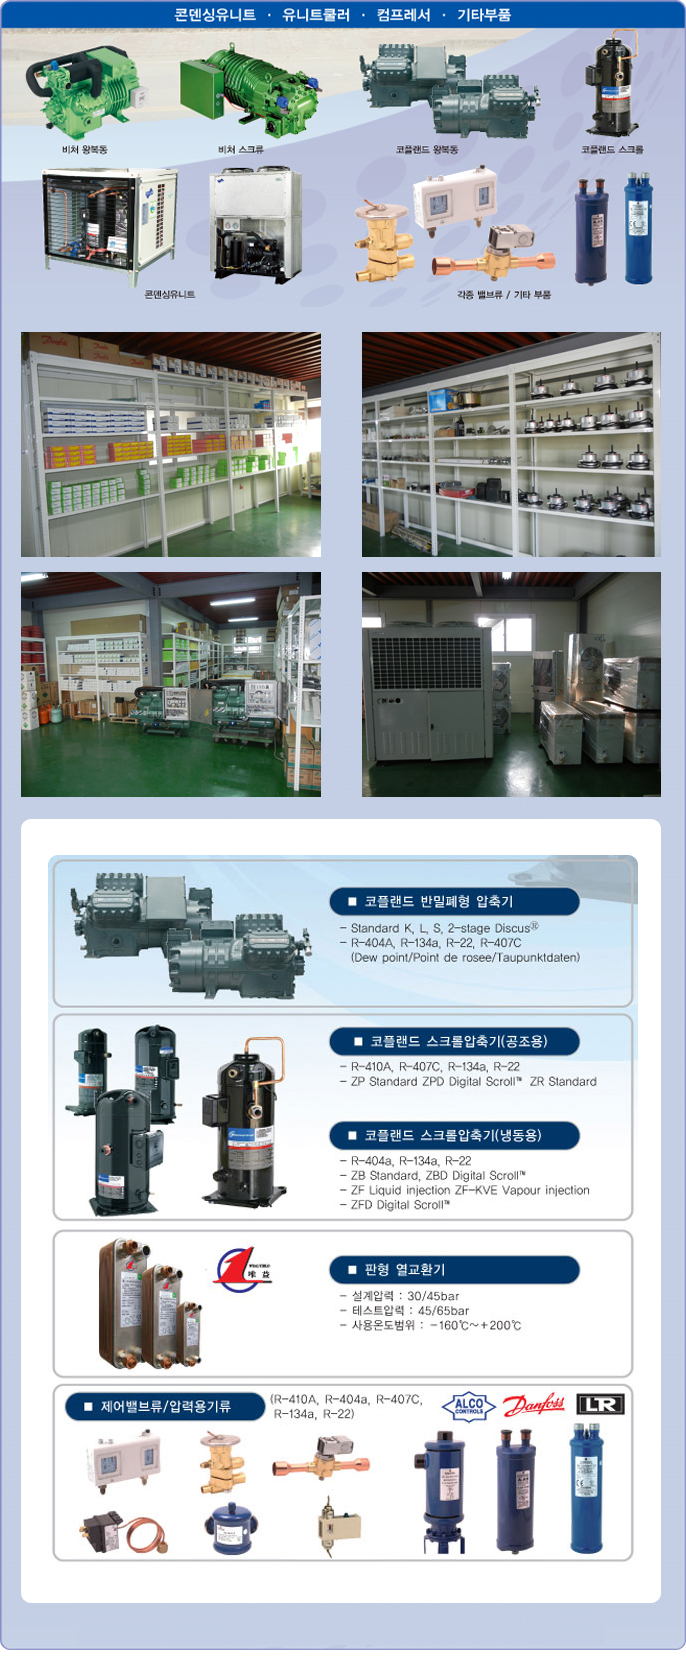 콘덴싱유니트 · 유니트쿨러 · 컴프레서 · 기타부품
비쳐 왕복동
비쳐 스크류
코플랜드 왕복동
코플랜드 스크롤
콘덴싱유니트
각종 밸브류 / 기타 부품
■ 코플랜드 반밀폐형 압축기
- Standard K, L, S, 2-stage Discus®
- R-404A, R-134a, R-22, R-407C
(Dew point/Point de rosee/Taupunktdaten)
■ 코플랜드 스크롤압축기(공조용)
- R-410A, R-407C, R-134a, R-22
- ZP Standard ZPD Digital Scroll™ ZR Standard
■ 코플랜드 스크롤압축기(냉동용)
- R-404a, R-134a, R-22
- ZB Standard, ZBD Digital Scroll™
- ZF Liquid injection ZF-KVE Vapour injection
- ZFD Digital Scroll™
■ 판형 열교환기
- 설계압력 : 30/45bar
- 테스트압력 : 45/65bar
- 사용온도범위 : -160℃~+200℃
■ 제어밸브류/압력용기류
(R-410A, R-404a, R-407C,
R-134a, R-22)
ALCO
CONTROLS
Danfoss
LR